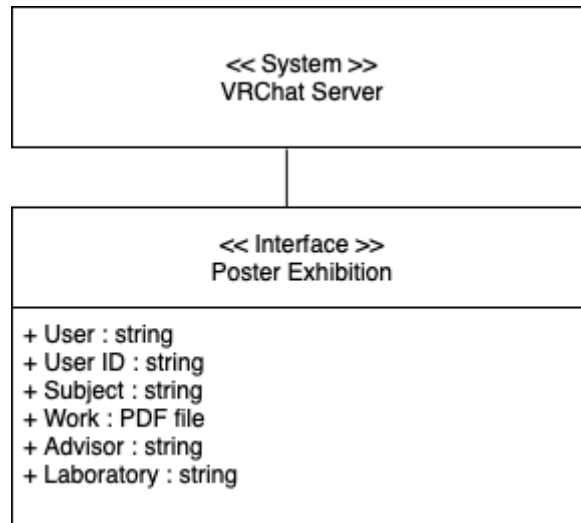 << System >>
VRChat Server
<< Interface >>
Poster Exhibition
+ User : string
+ User ID : string
+ Subject : string
+ Work : PDF file
+ Advisor : string
+ Laboratory : string